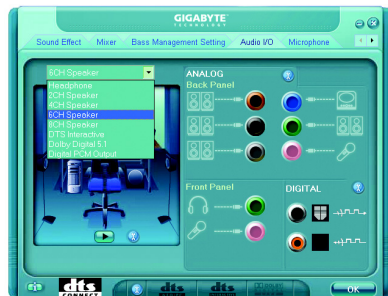 GIGABYTE
TECHNOLOGY
Sound Effect Mixer Bass Management Setting Audio I/O Microphone
6CH Speaker
Headphone
2CH Speaker
4CH Speaker
6CH Speaker
8CH Speaker
DTS Interactive
Dolby Digital 5.1
Digital PCM Output
ANALOG
Back Panel
Front Panel
DIGITAL
dts
CONNECT
dts
dts
OK